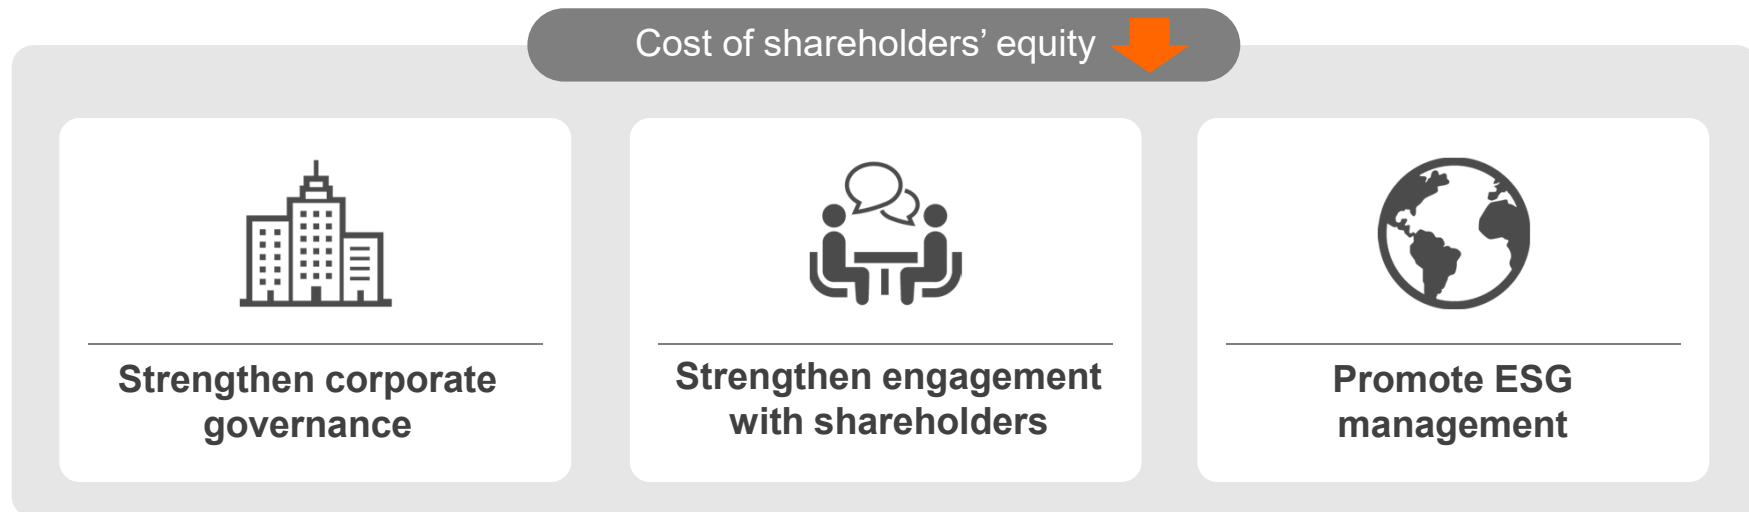 Cost of shareholders’ equity
Strengthen corporate
governance
Strengthen engagement
with shareholders
Promote ESG
management